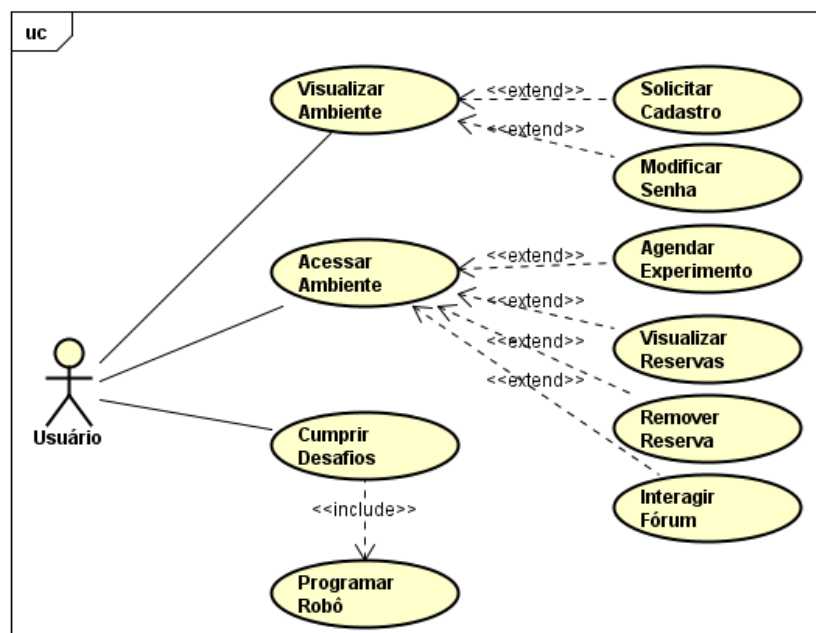 uc
Visualizar
Ambiente
<<extend>>
Solicitar
Cadastro
<<extend>>
Modificar
Senha
Acessar
Ambiente
<<extend>>
Agendar
Experimento
<<extend>>
Visualizar
Reservas
<<extend>>
Remover
Reserva
<<extend>>
Interagir
Fórum
Usuário
Cumprir
Desafios
<<include>>
Programar
Robô